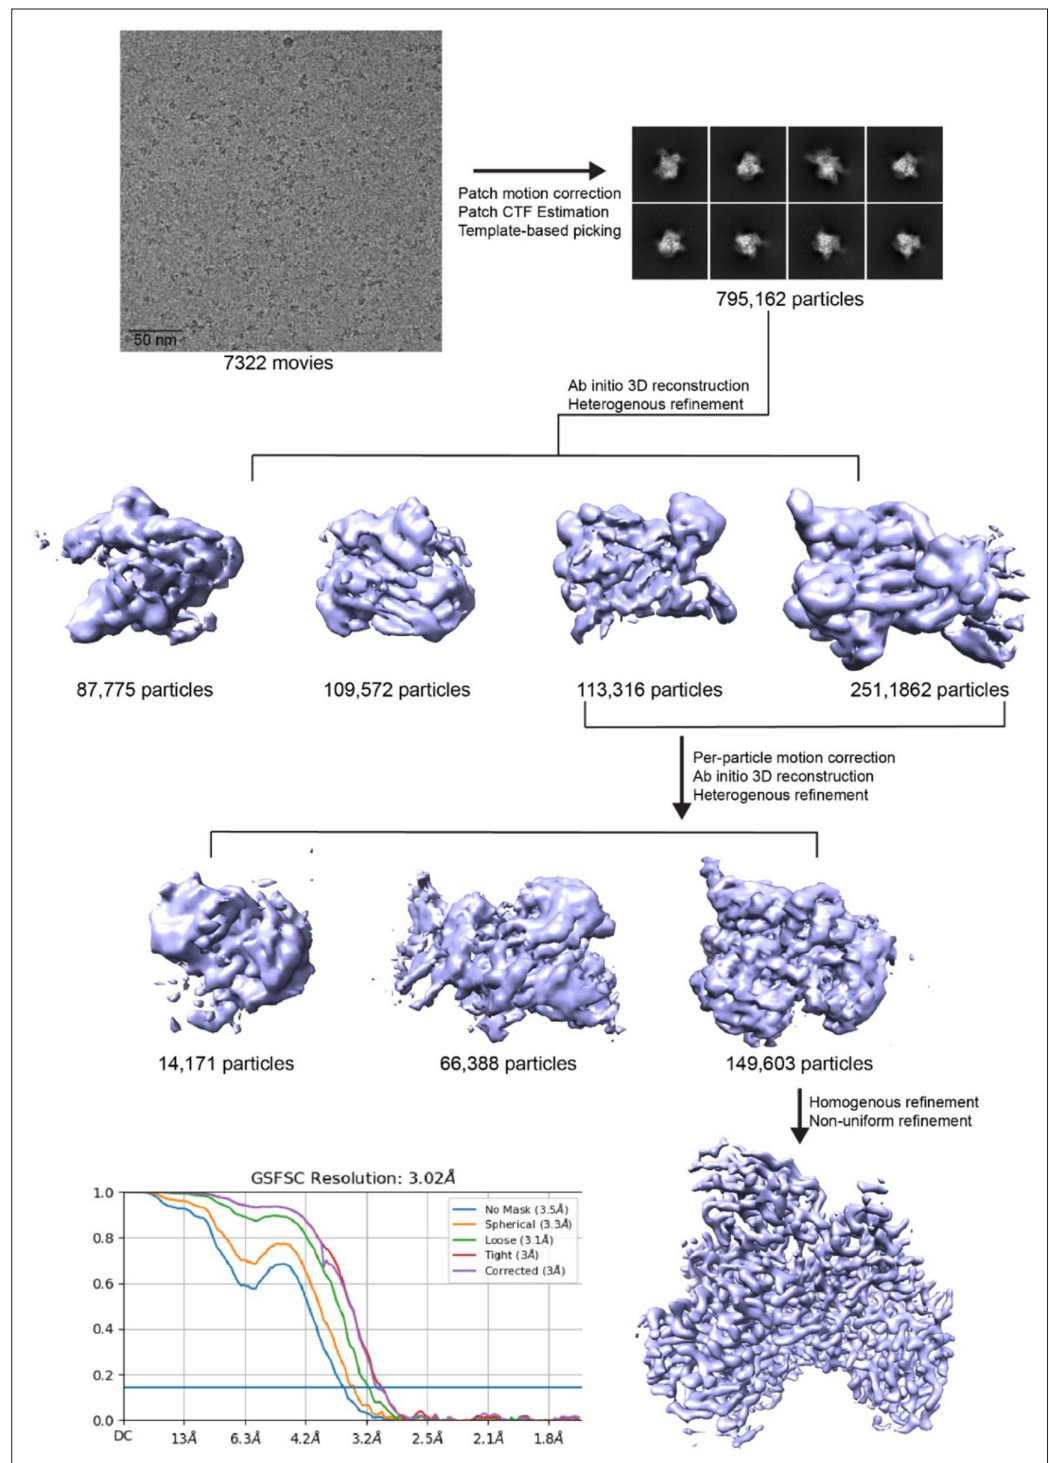 50 nm
7322 movies
Patch motion correction
Patch CTF Estimation
Template-based picking
795,162 particles
Ab initio 3D reconstruction
Heterogenous refinement
87,775 particles
109,572 particles
113,316 particles
251,1862 particles
Per-particle motion correction
Ab initio 3D reconstruction
Heterogenous refinement
14,171 particles
66,388 particles
149,603 particles
Homogenous refinement
Non-uniform refinement
GSFSC Resolution: 3.02Å
1.0
0.8
0.6
0.4
0.2
0.0
No Mask (3.5Å)
Spherical (3.3Å)
Loose (3.1Å)
Tight (3Å)
Corrected (3Å)
DC 13Å 6.3Å 4.2Å 3.2Å 2.5Å 2.1Å 1.8Å